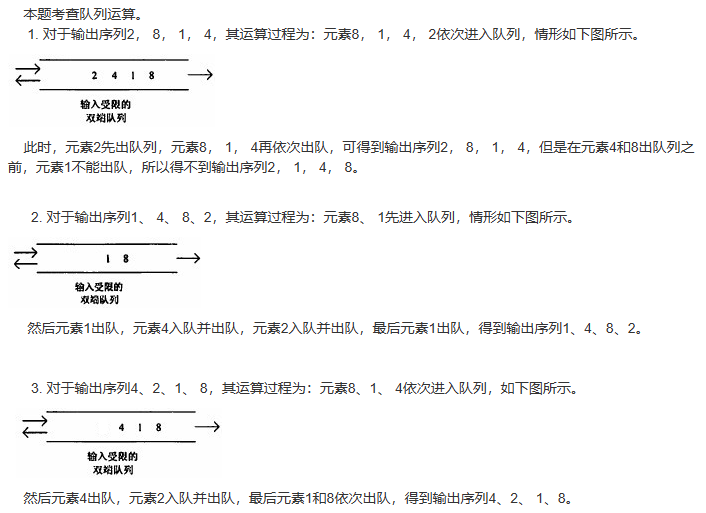 本题考查队列运算。
1. 对于输出序列2， 8， 1， 4，其运算过程为：元素8， 1， 4， 2依次进入队列，情形如下图所示。
2 4 1 8
输入受限的
双端队列
此时，元素2先出队列，元素8， 1， 4再依次出队，可得到输出序列2， 8， 1， 4，但是在元素4和8出队列之
前，元素1不能出队，所以得不到输出序列2， 1， 4， 8。
2. 对于输出序列1、 4、 8、2，其运算过程为：元素8、 1先进入队列，情形如下图所示。
1 8
输入受限的
双端队列
然后元素1出队，元素4入队并出队，元素2入队并出队，最后元素1出队，得到输出序列1、4、8、2。
3. 对于输出序列4、2、1、 8，其运算过程为：元素8、1、 4依次进入队列，如下图所示。
4 1 8
输入受限的
双端队列
然后元素4出队，元素2入队并出队，最后元素1和8依次出队，得到输出序列4、2、 1、8。